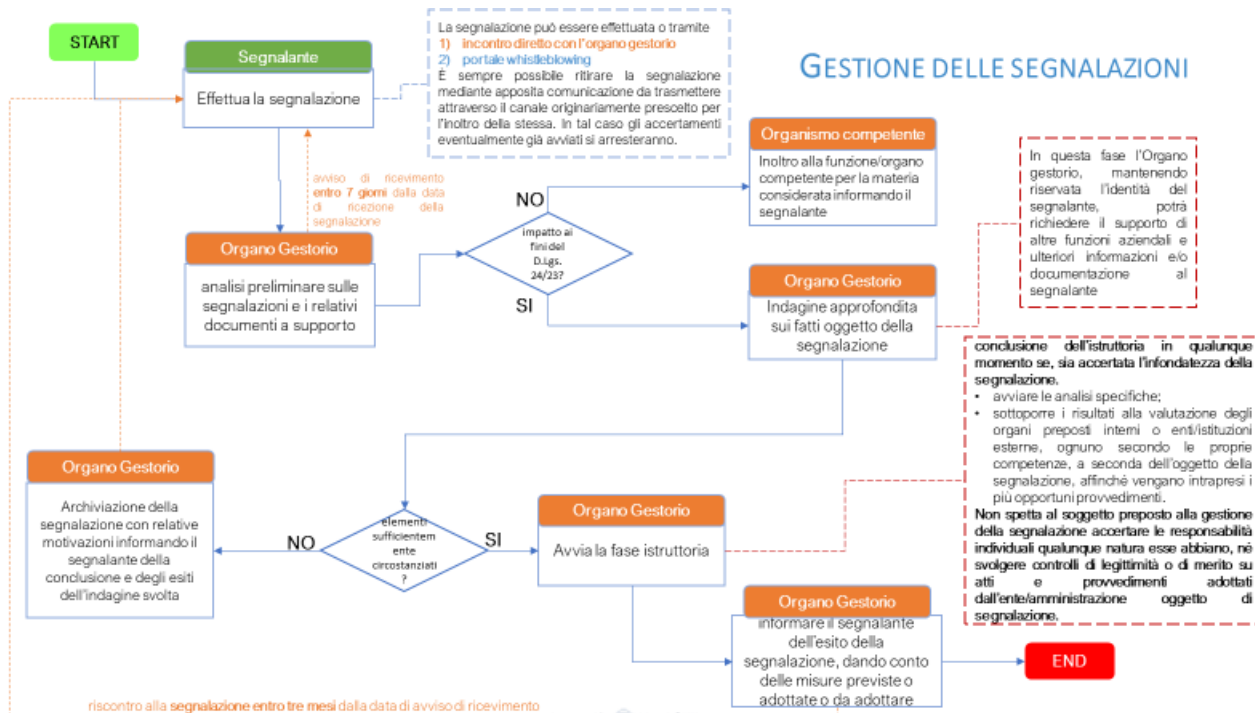 START
Segnalante
Effettua la segnalazione
La segnalazione può essere effettuata o tramite
1) incontro diretto con l'organo gestorio
2) portale whistleblowing
È sempre possibile ritirare la segnalazione
mediante apposita comunicazione da trasmettere
attraverso il canale originariamente prescelto per
l'inoltro della stessa. In tal caso gli accertamenti
eventualmente già avviati si arresteranno.
GESTIONE DELLE SEGNALAZIONI
avviso di ricevimento
entro 7 giorni dalla data
di ricezione della
segnalazione
Organo Gestorio
analisi preliminare sulle
segnalazioni e i relativi
documenti a supporto
impatto ai
fini del
D.Lgs.
24/23?
NO
SI
Organismo competente
Inoltro alla funzione/organo
competente per la materia
considerata informando il
segnalante
Organo Gestorio
Indagine approfondita
sui fatti oggetto della
segnalazione
In questa fase l'Organo
gestorio, mantenendo
riservata l'identità del
segnalante, potrà
richiedere il supporto di
altre funzioni aziendali e
ulteriori informazioni e/o
documentazione al
segnalante
conclusione dell'istruttoria in qualunque
momento se, sia accertata l'infondatezza della
segnalazione.
• avviare le analisi specifiche;
• sottoporre i risultati alla valutazione degli
organi preposti interni o enti/istituzioni
esterne, ognuno secondo le proprie
competenze, a seconda dell'oggetto della
segnalazione, affinché vengano intrapresi i
più opportuni provvedimenti.
Non spetta al soggetto preposto alla gestione
della segnalazione accertare le responsabilità
individuali qualunque natura esse abbiano, né
svolgere controlli di legittimità o di merito su
atti e provvedimenti adottati
dall'ente/amministrazione oggetto di
segnalazione.
Organo Gestorio
Archiviazione della
segnalazione con relative
motivazioni informando il
segnalante della
conclusione e degli esiti
dell'indagine svolta
NO
elementi
sufficientem
ente
circostanziati
?
SI
Organo Gestorio
Avvia la fase istruttoria
Organo Gestorio
informare il segnalante
dell'esito della
segnalazione, dando conto
delle misure previste o
adottate o da adottare
END
riscontro alla segnalazione entro tre mesi dalla data di avviso di ricevimento